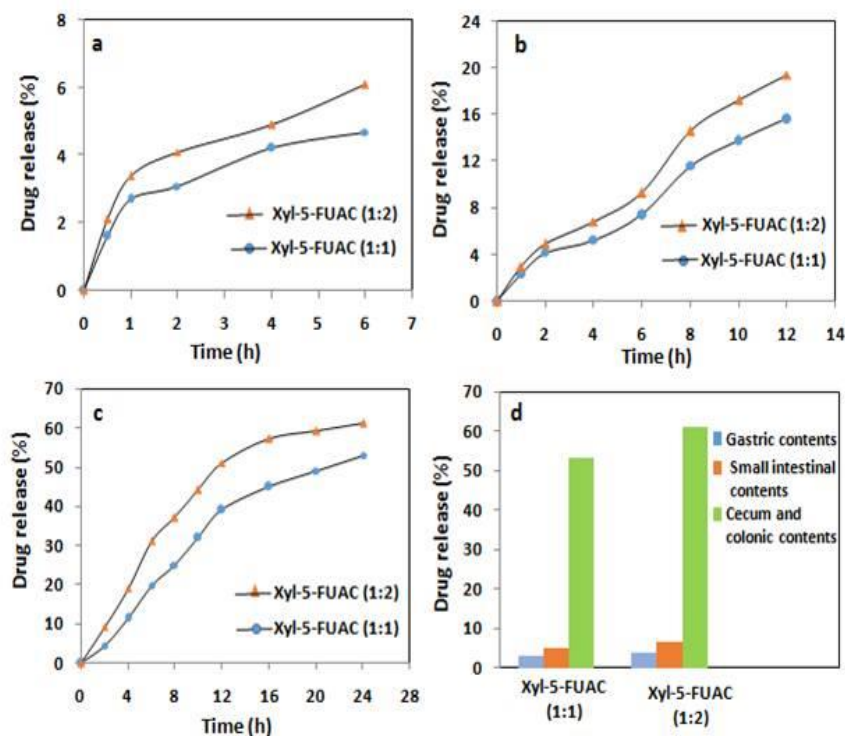 a
Drug release (%)
8
6
4
2
0
Xyl-5-FUAC (1:2)
Xyl-5-FUAC (1:1)
0 1 2 3 4 5 6 7
Time (h)
b
Drug release (%)
24
20
16
12
8
4
0
Xyl-5-FUAC (1:2)
Xyl-5-FUAC (1:1)
0 2 4 6 8 10 12 14
Time (h)
c
Drug release (%)
70
60
50
40
30
20
10
0
Xyl-5-FUAC (1:2)
Xyl-5-FUAC (1:1)
0 4 8 12 16 20 24 28
Time (h)
d
Drug release (%)
70
60
50
40
30
20
10
0
Gastric contents
Small intestinal
contents
Cecum and
colonic contents
Xyl-5-FUAC
(1:1)
Xyl-5-FUAC
(1:2)